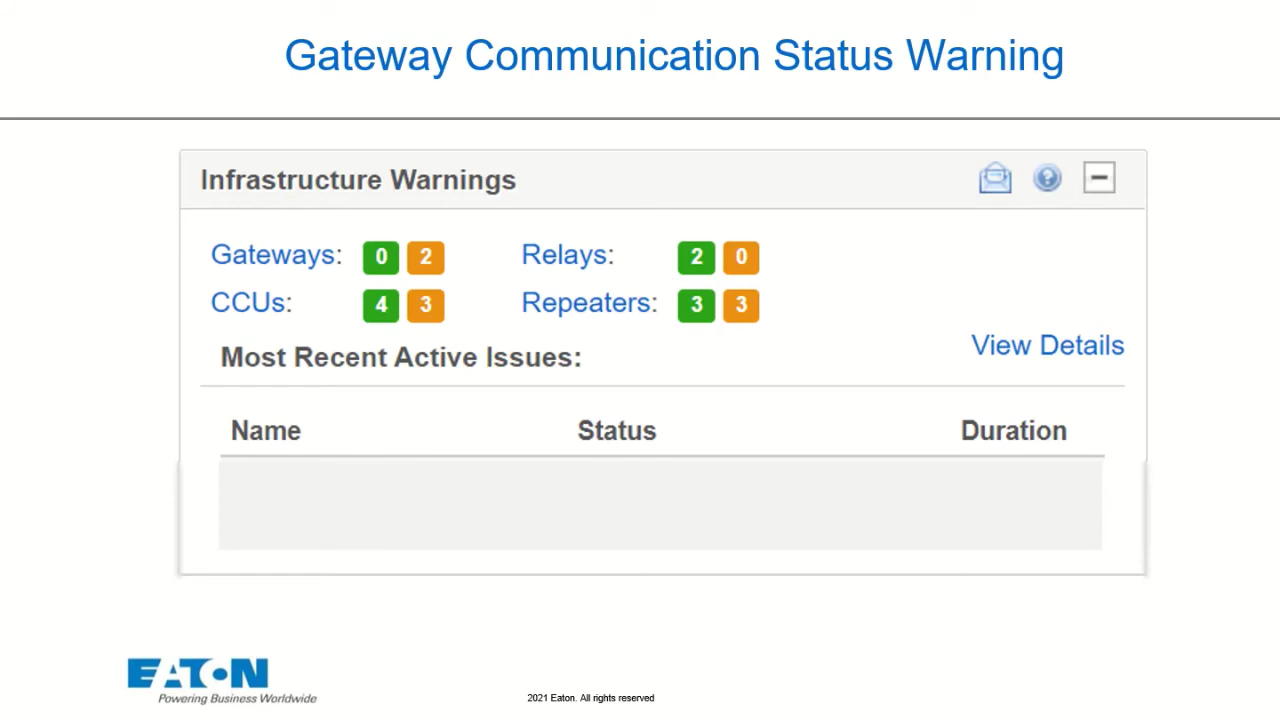 Gateway Communication Status Warning
Infrastructure Warnings
Gateways: 0 2 Relays: 2 0
CCUs: 4 3 Repeaters: 3 3
View Details
Most Recent Active Issues:
Name Status Duration
EATON
Powering Business Worldwide
2021 Eaton. All rights reserved